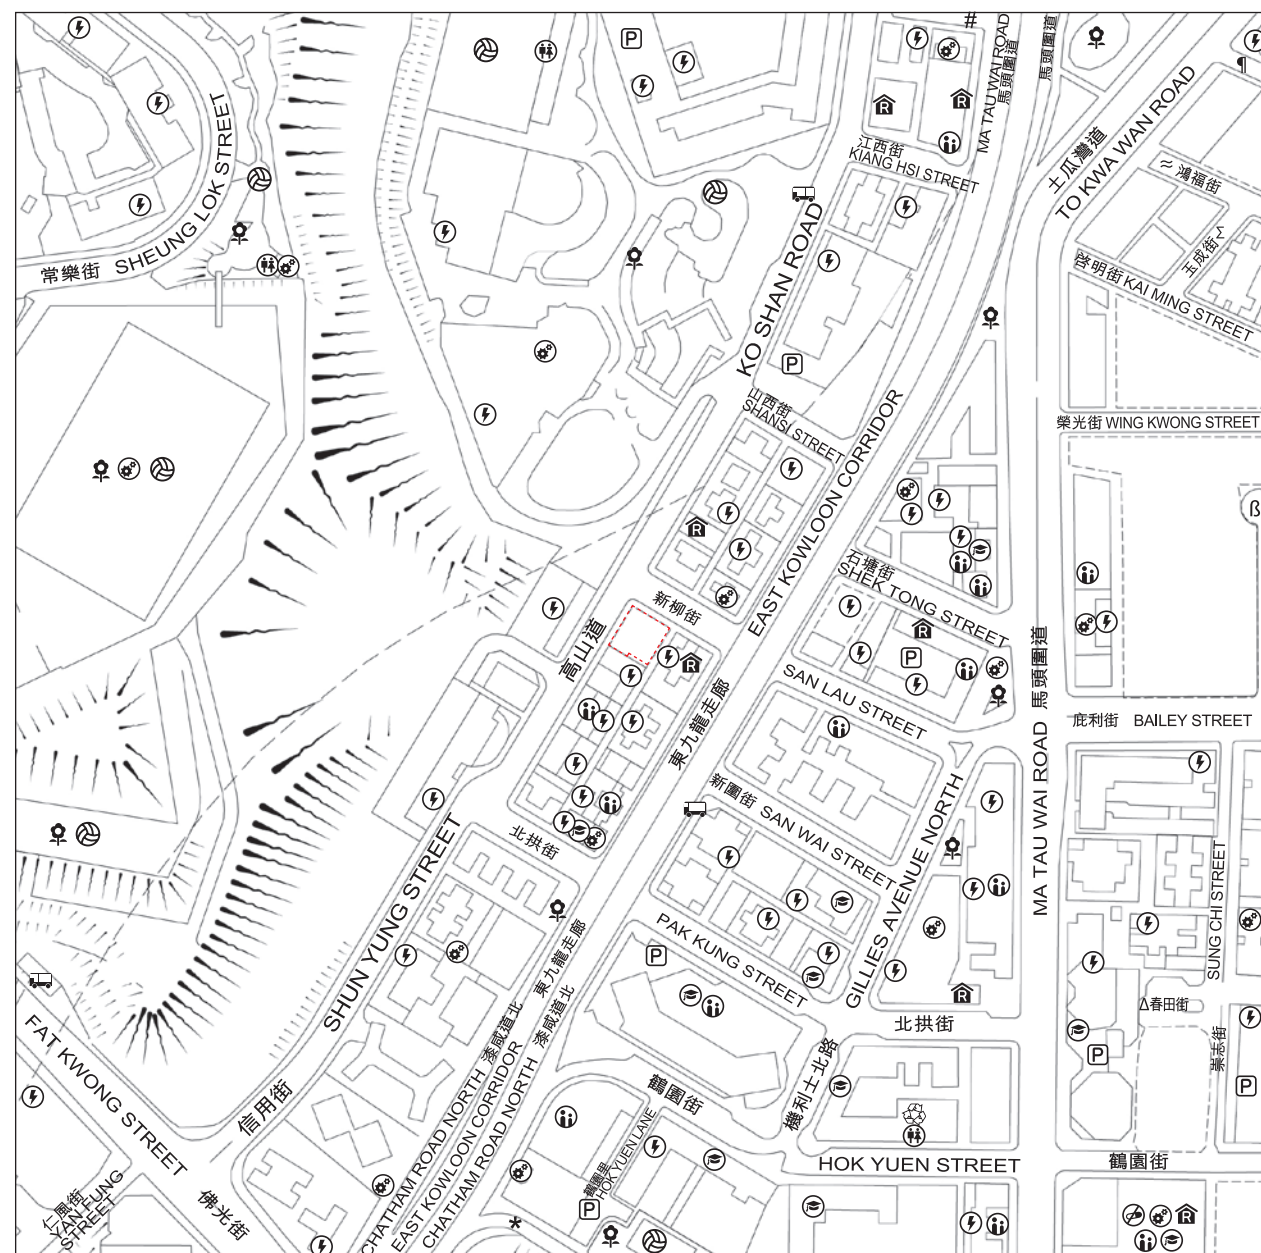 #
MA TAU WAI ROAD
馬頭圍道
馬頭圍道
¶
SHEUNG LOK STREET
常樂街
P
R
R
江西街
KIANG HSI STREET
土瓜灣道
TO KWA WAN ROAD
鴻福街
玉成街
啓明街 KAI MING STREET
KO SHAN ROAD
P
山西街
SHANSI STREET
榮光街 WING KWONG STREET
EAST KOWLOON CORRIDOR
ß
R
石塘街
SHEK TONG STREET
新柳街
高山道
R
R
P
SAN LAU STREET
MA TAU WAI ROAD 馬頭圍道
庇利街 BAILEY STREET
東九龍走廊
新圍街 SAN WAI STREET
GILLIES AVENUE NORTH
北拱街
SHUN YUNG STREET
SUNG CHI STREET
PAK KUNG STREET
P
東九龍走廊
漆咸道北
漆咸道北
R
北拱街
△春田街
崇志街
P
P
FAT KWONG STREET
信用街
鶴園街
機利士北路
CHATHAM ROAD NORTH
EAST KOWLOON CORRIDOR
CHATHAM ROAD NORTH
鶴園里
HOK YUEN LANE
HOK YUEN STREET
鶴園街
仁風街
YAN FUNG
STREET
佛光街
P
*
R